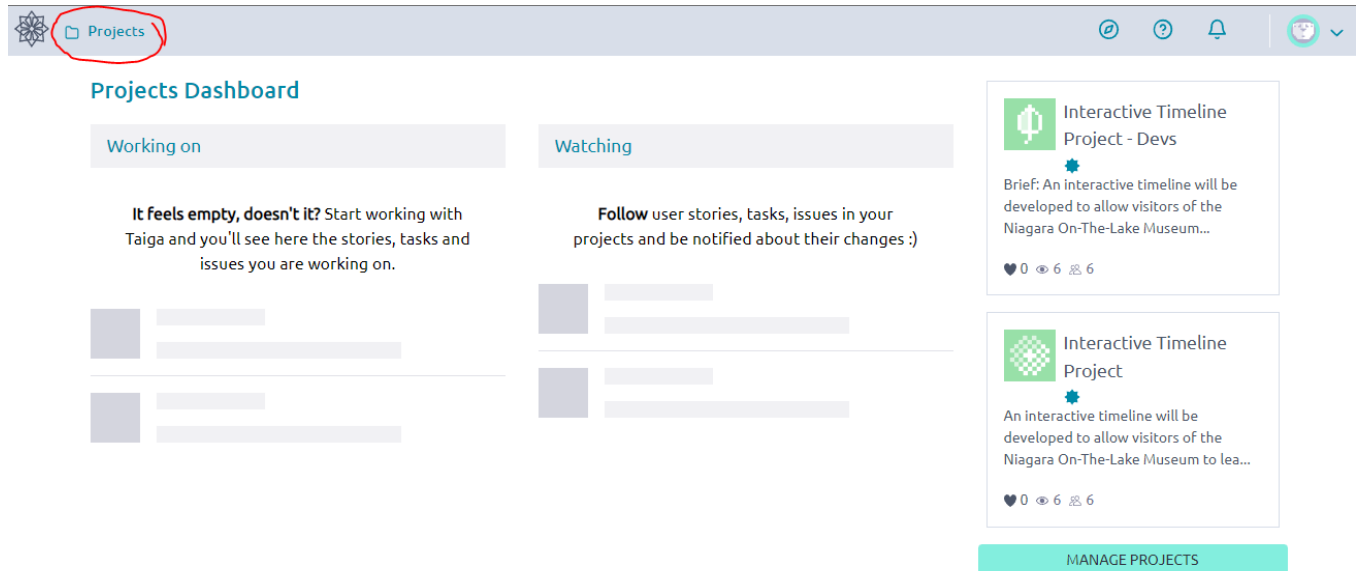 Projects
Projects Dashboard
Working on
It feels empty, doesn't it? Start working with
Taiga and you'll see here the stories, tasks and
issues you are working on.
Watching
Follow user stories, tasks, issues in your
projects and be notified about their changes :)
Interactive Timeline
Project - Devs
Brief: An interactive timeline will be
developed to allow visitors of the
Niagara On-The-Lake Museum...
0 6 6
Interactive Timeline
Project
An interactive timeline will be
developed to allow visitors of the
Niagara On-The-Lake Museum to lea...
0 6 6
MANAGE PROJECTS